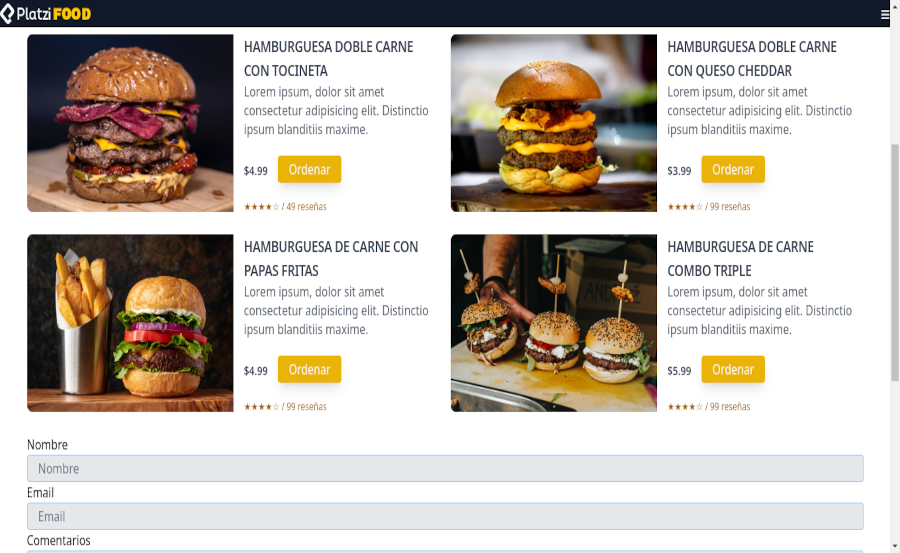 Platzi FOOD
HAMBURGUESA DOBLE CARNE
CON TOCINETA
Lorem ipsum, dolor sit amet
consectetur adipisicing elit. Distinctio
ipsum blanditiis maxime.
$4.99 Ordenar
★★★★☆ / 49 reseñas
HAMBURGUESA DOBLE CARNE
CON QUESO CHEDDAR
Lorem ipsum, dolor sit amet
consectetur adipisicing elit. Distinctio
ipsum blanditiis maxime.
$3.99 Ordenar
★★★★☆ / 99 reseñas
HAMBURGUESA DE CARNE CON
PAPAS FRITAS
Lorem ipsum, dolor sit amet
consectetur adipisicing elit. Distinctio
ipsum blanditiis maxime.
$4.99 Ordenar
★★★★☆ / 99 reseñas
HAMBURGUESA DE CARNE
COMBO TRIPLE
Lorem ipsum, dolor sit amet
consectetur adipisicing elit. Distinctio
ipsum blanditiis maxime.
$5.99 Ordenar
★★★★☆ / 99 reseñas
Nombre
Nombre
Email
Email
Comentarios